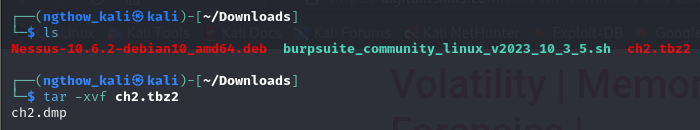 ┌──(ngthow_kali㉿kali)-[~/Downloads]
└─$ ls
Nessus-10.6.2-debian10_amd64.deb  burpsuite_community_linux_v2023_10_3_5.sh  ch2.tbz2
┌──(ngthow_kali㉿kali)-[~/Downloads]
└─$ tar -xvf ch2.tbz2
ch2.dmp
Volatility | Memor
Forensics |